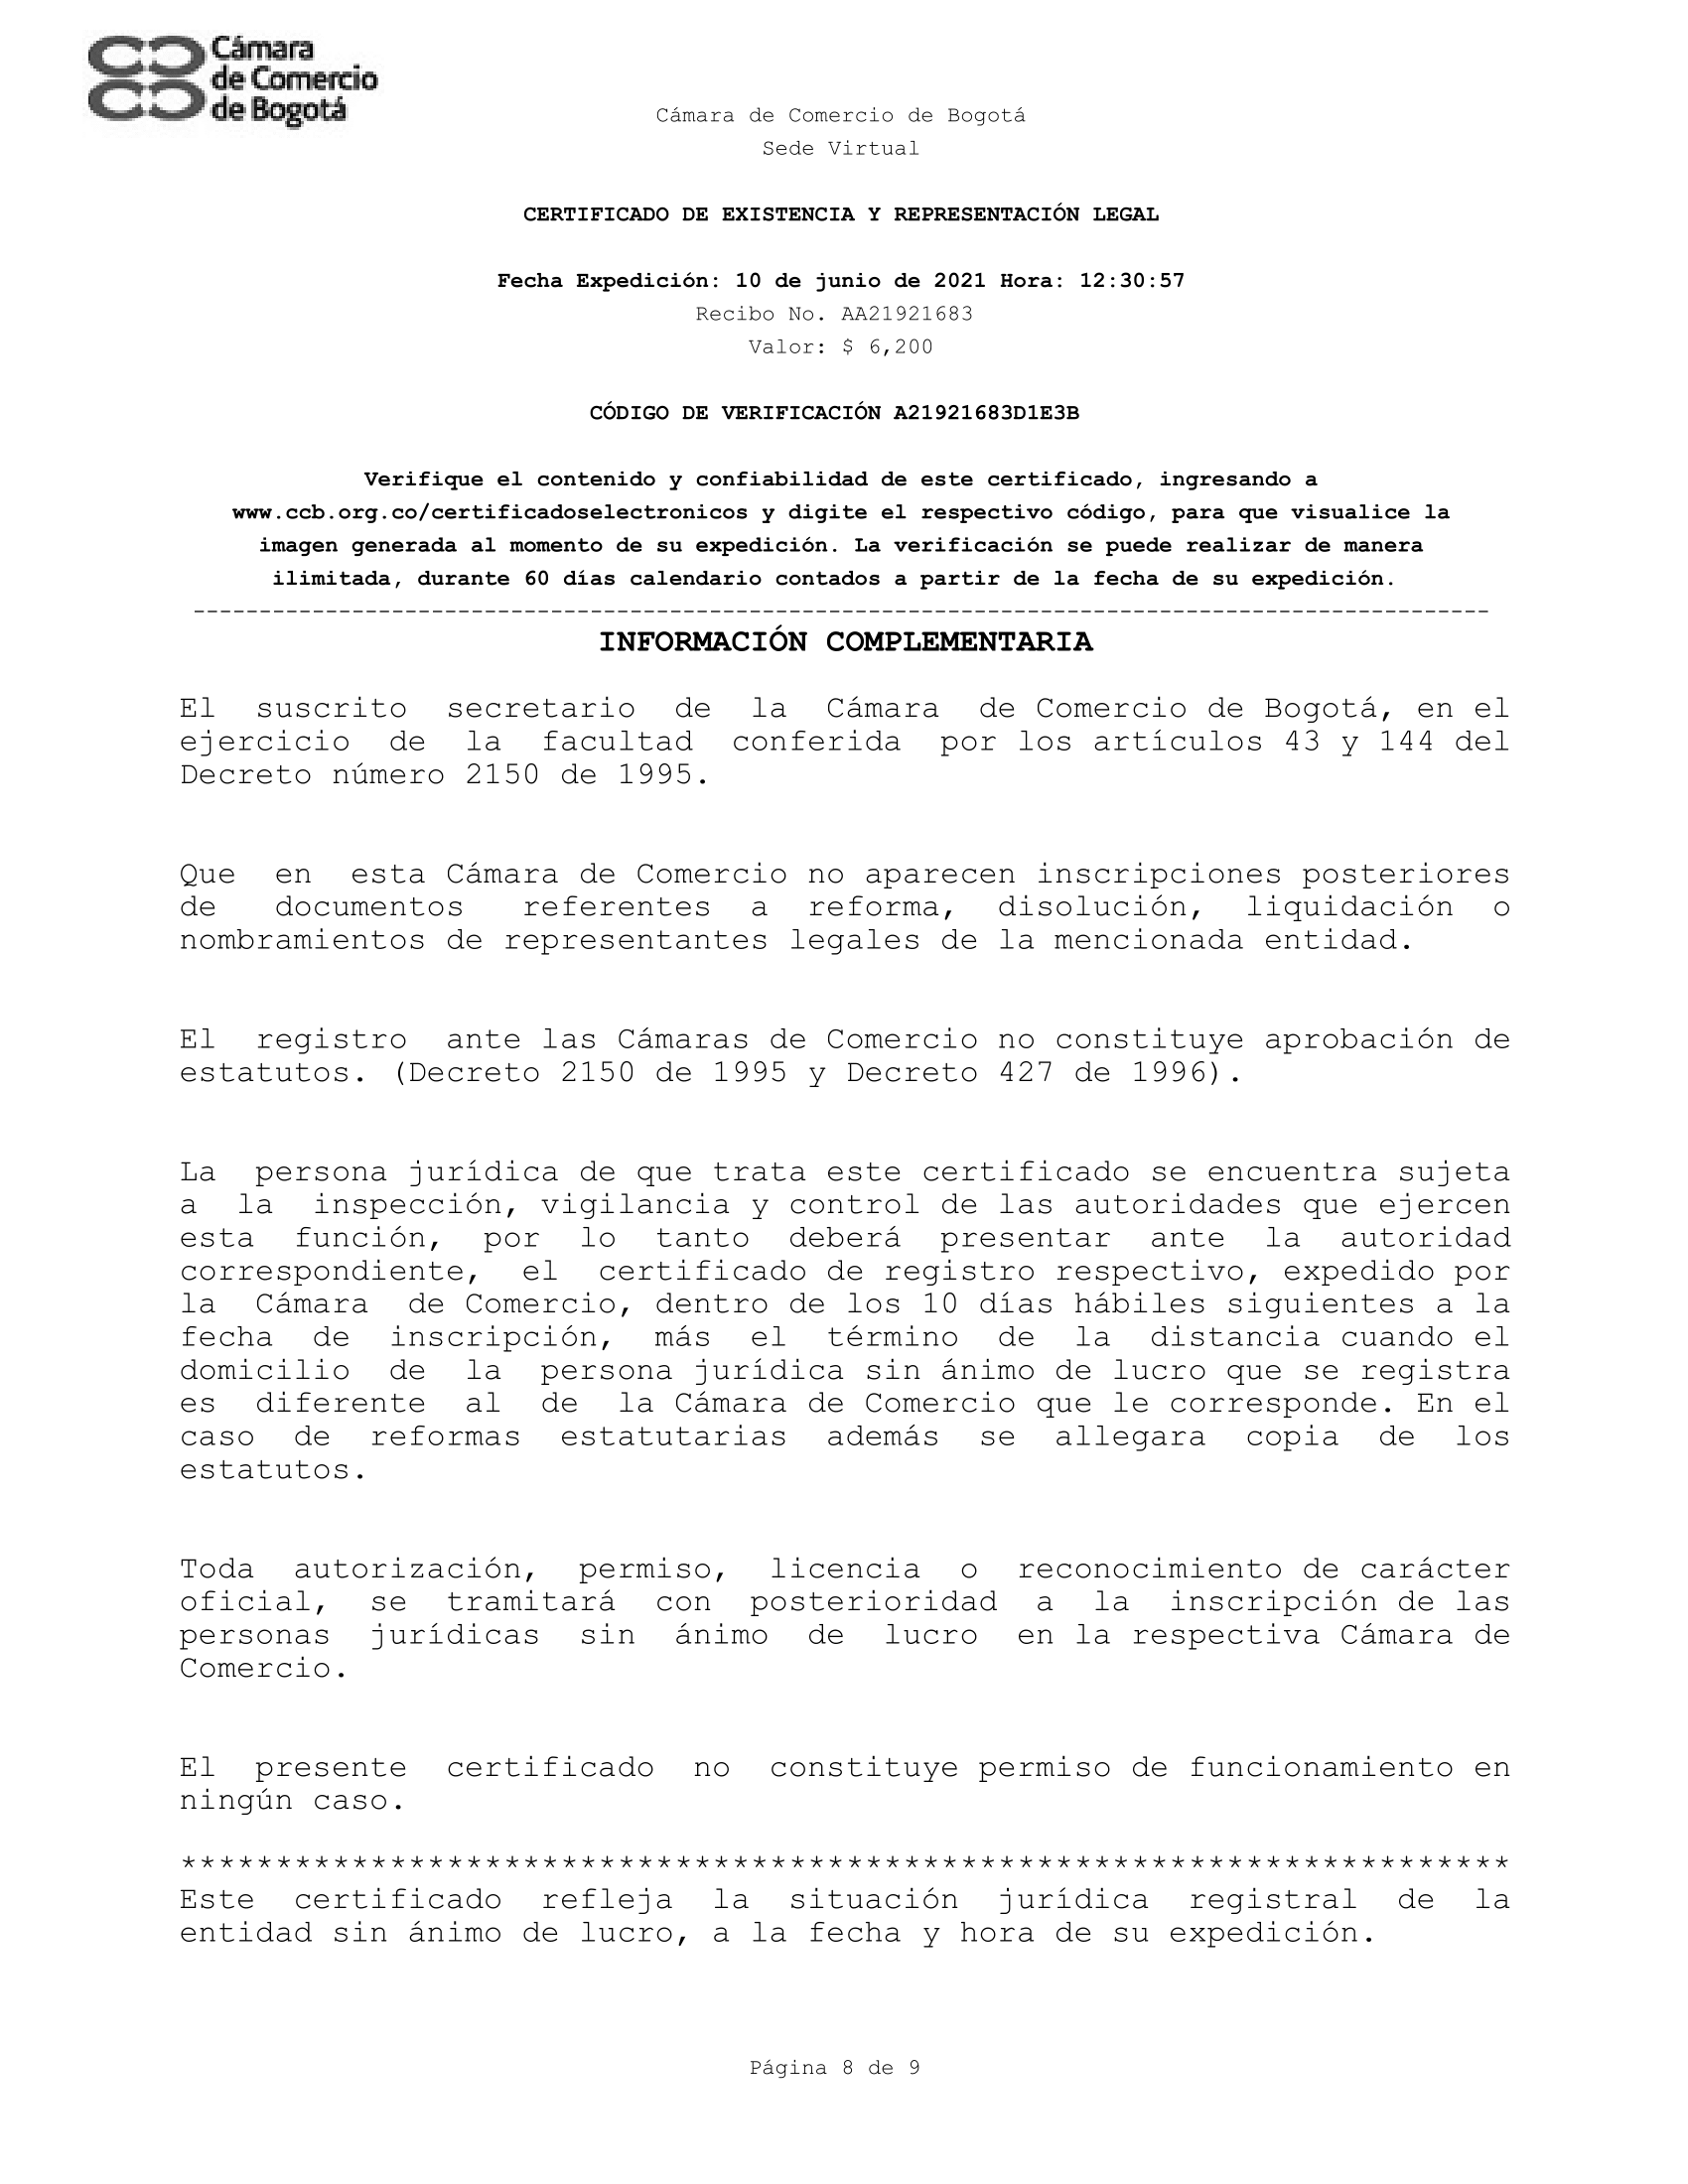 Cámara
de Comercio
de Bogotá
Cámara de Comercio de Bogotá
Sede Virtual
CERTIFICADO DE EXISTENCIA Y REPRESENTACIÓN LEGAL
Fecha Expedición: 10 de junio de 2021 Hora: 12:30:57
Recibo No. AA21921683
Valor: $ 6,200
CÓDIGO DE VERIFICACIÓN A21921683D1E3B
Verifique el contenido y confiabilidad de este certificado, ingresando a
www.ccb.org.co/certificadoselectronicos y digite el respectivo código, para que visualice la
imagen generada al momento de su expedición. La verificación se puede realizar de manera
ilimitada, durante 60 días calendario contados a partir de la fecha de su expedición.
--------------------------------------------------------------------------------------------------
INFORMACIÓN COMPLEMENTARIA
El suscrito secretario de la Cámara de Comercio de Bogotá, en el
ejercicio de la facultad conferida por los artículos 43 y 144 del
Decreto número 2150 de 1995.
Que en esta Cámara de Comercio no aparecen inscripciones posteriores
de documentos referentes a reforma, disolución, liquidación o
nombramientos de representantes legales de la mencionada entidad.
El registro ante las Cámaras de Comercio no constituye aprobación de
estatutos. (Decreto 2150 de 1995 y Decreto 427 de 1996).
La persona jurídica de que trata este certificado se encuentra sujeta
a la inspección, vigilancia y control de las autoridades que ejercen
esta función, por lo tanto deberá presentar ante la autoridad
correspondiente, el certificado de registro respectivo, expedido por
la Cámara de Comercio, dentro de los 10 días hábiles siguientes a la
fecha de inscripción, más el término de la distancia cuando el
domicilio de la persona jurídica sin ánimo de lucro que se registra
es diferente al de la Cámara de Comercio que le corresponde. En el
caso de reformas estatutarias además se allegara copia de los
estatutos.
Toda autorización, permiso, licencia o reconocimiento de carácter
oficial, se tramitará con posterioridad a la inscripción de las
personas jurídicas sin ánimo de lucro en la respectiva Cámara de
Comercio.
El presente certificado no constituye permiso de funcionamiento en
ningún caso.
**********************************************************************
Este certificado refleja la situación jurídica registral de la
entidad sin ánimo de lucro, a la fecha y hora de su expedición.
Página 8 de 9